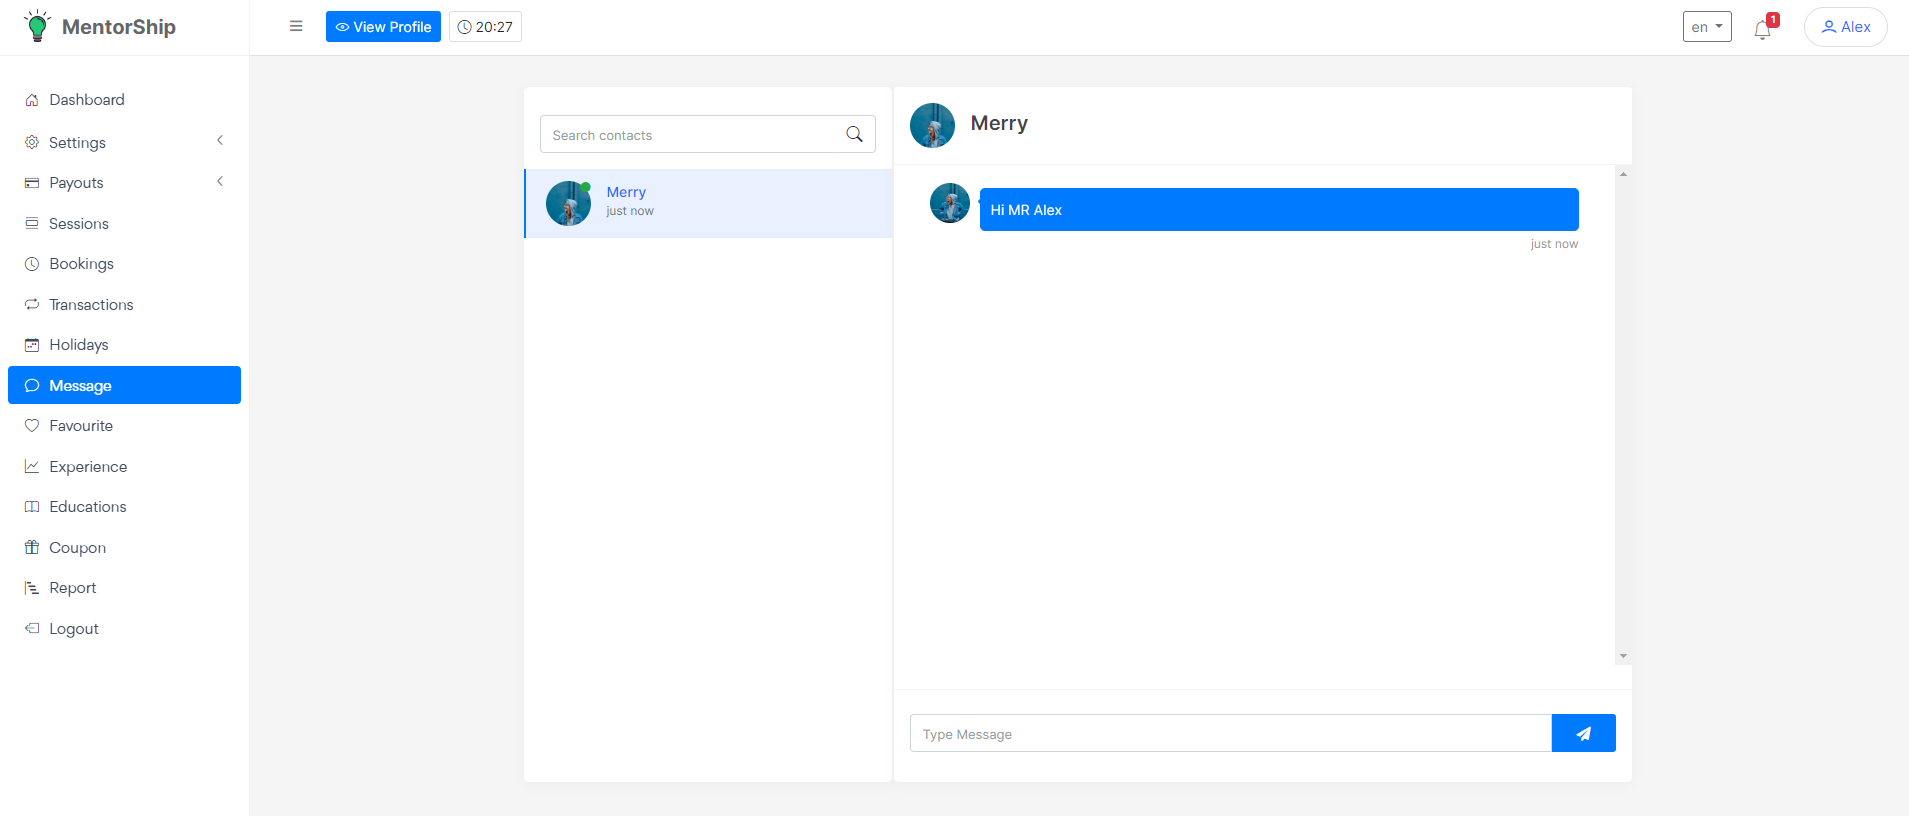 MentorShip
View Profile
20:27
en
1
Alex
Dashboard
Settings
Payouts
Sessions
Bookings
Transactions
Holidays
Message
Favourite
Experience
Educations
Coupon
Report
Logout
Search contacts
Merry
just now
Merry
Hi MR Alex
just now
Type Message